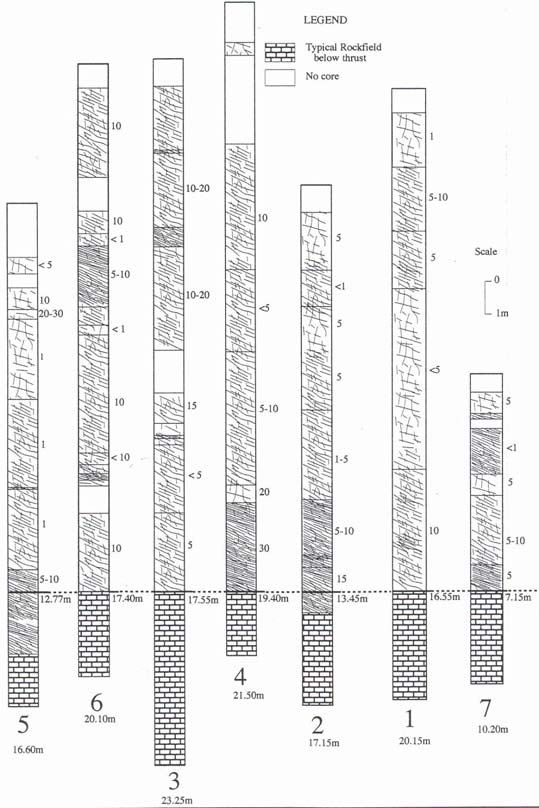 LEGEND
Typical Rockfield
below thrust
No core
Scale
0
1m
<5
10
20-30
1
1
1
5-10
12.77m
5
16.60m
10
10
<1
5-10
<1
10
<10
10
17.40m
6
20.10m
10-20
10-20
15
<5
5
17.55m
3
23.25m
10
<5
5-10
20
30
19.40m
4
21.50m
5
<1
5
5
1-5
5-10
15
13.45m
2
17.15m
1
5-10
5
<5
10
16.55m
1
20.15m
5
<1
5
5-10
5
7.15m
7
10.20m